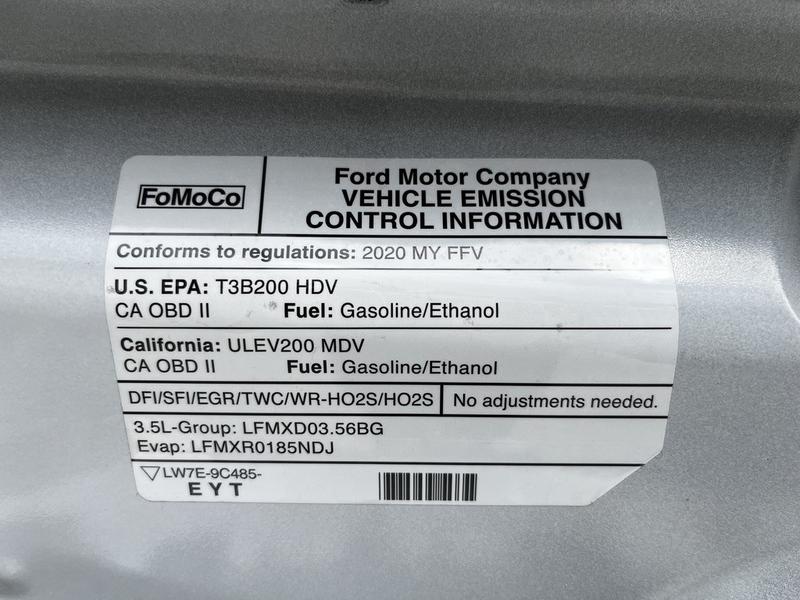 FoMoCo
Ford Motor Company
VEHICLE EMISSION
CONTROL INFORMATION
Conforms to regulations: 2020 MY FFV
U.S. EPA: T3B200 HDV
CA OBD II Fuel: Gasoline/Ethanol
California: ULEV200 MDV
CA OBD II Fuel: Gasoline/Ethanol
DFI/SFI/EGR/TWC/WR-HO2S/HO2S No adjustments needed.
3.5L-Group: LFMXD03.56BG
Evap: LFMXR0185NDJ
LW7E-9C485-
EYT